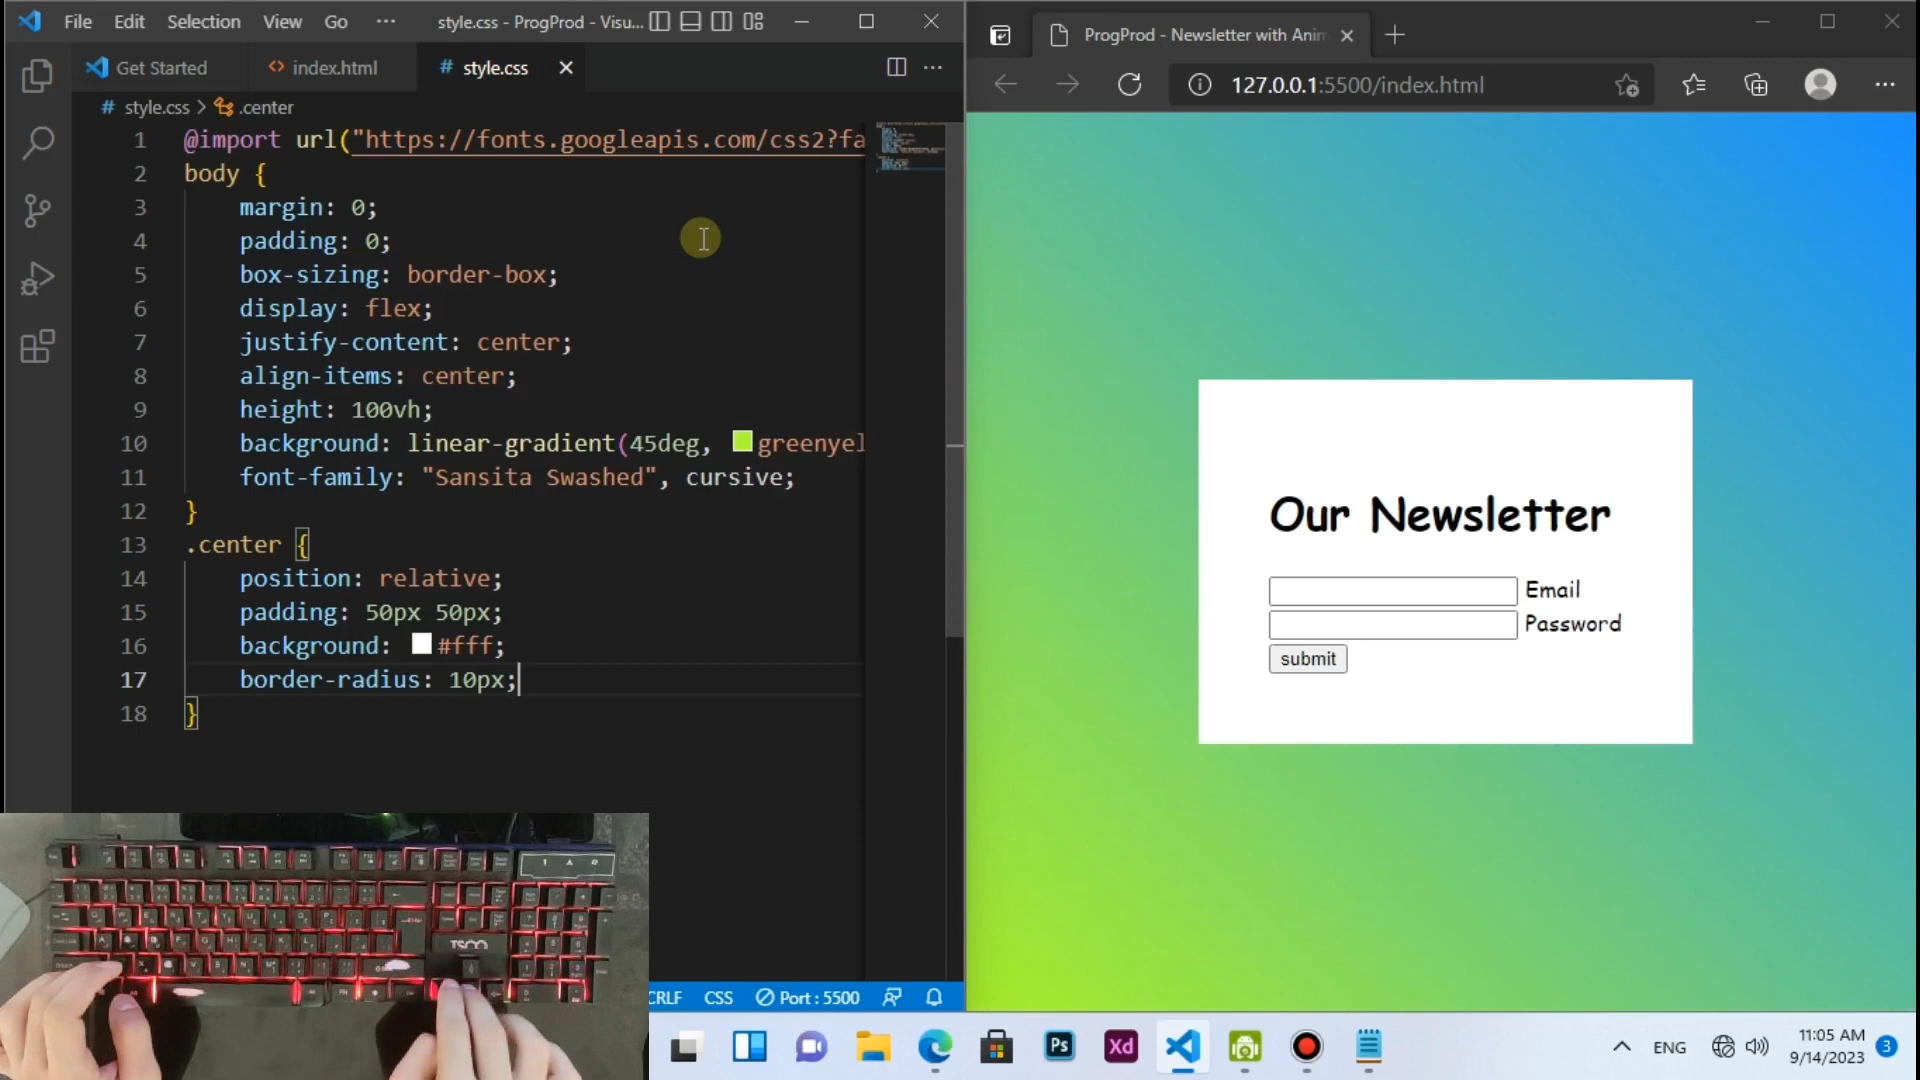 File Edit Selection View Go ··· style.css - ProgProd - Visu...
Get Started index.html # style.css
# style.css > .center
1 @import url("https://fonts.googleapis.com/css2?fa
2 body {
3 margin: 0;
4 padding: 0;
5 box-sizing: border-box;
6 display: flex;
7 justify-content: center;
8 align-items: center;
9 height: 100vh;
10 background: linear-gradient(45deg, greenyel
11 font-family: "Sansita Swashed", cursive;
12 }
13 .center {
14 position: relative;
15 padding: 50px 50px;
16 background: #fff;
17 border-radius: 10px;
18 }
CRLF CSS Port : 5500
ProgProd - Newsletter with Anim
127.0.0.1:5500/index.html
Our Newsletter
Email
Password
submit
TSCO
Ps Xd
ENG
11:05 AM
9/14/2023
3